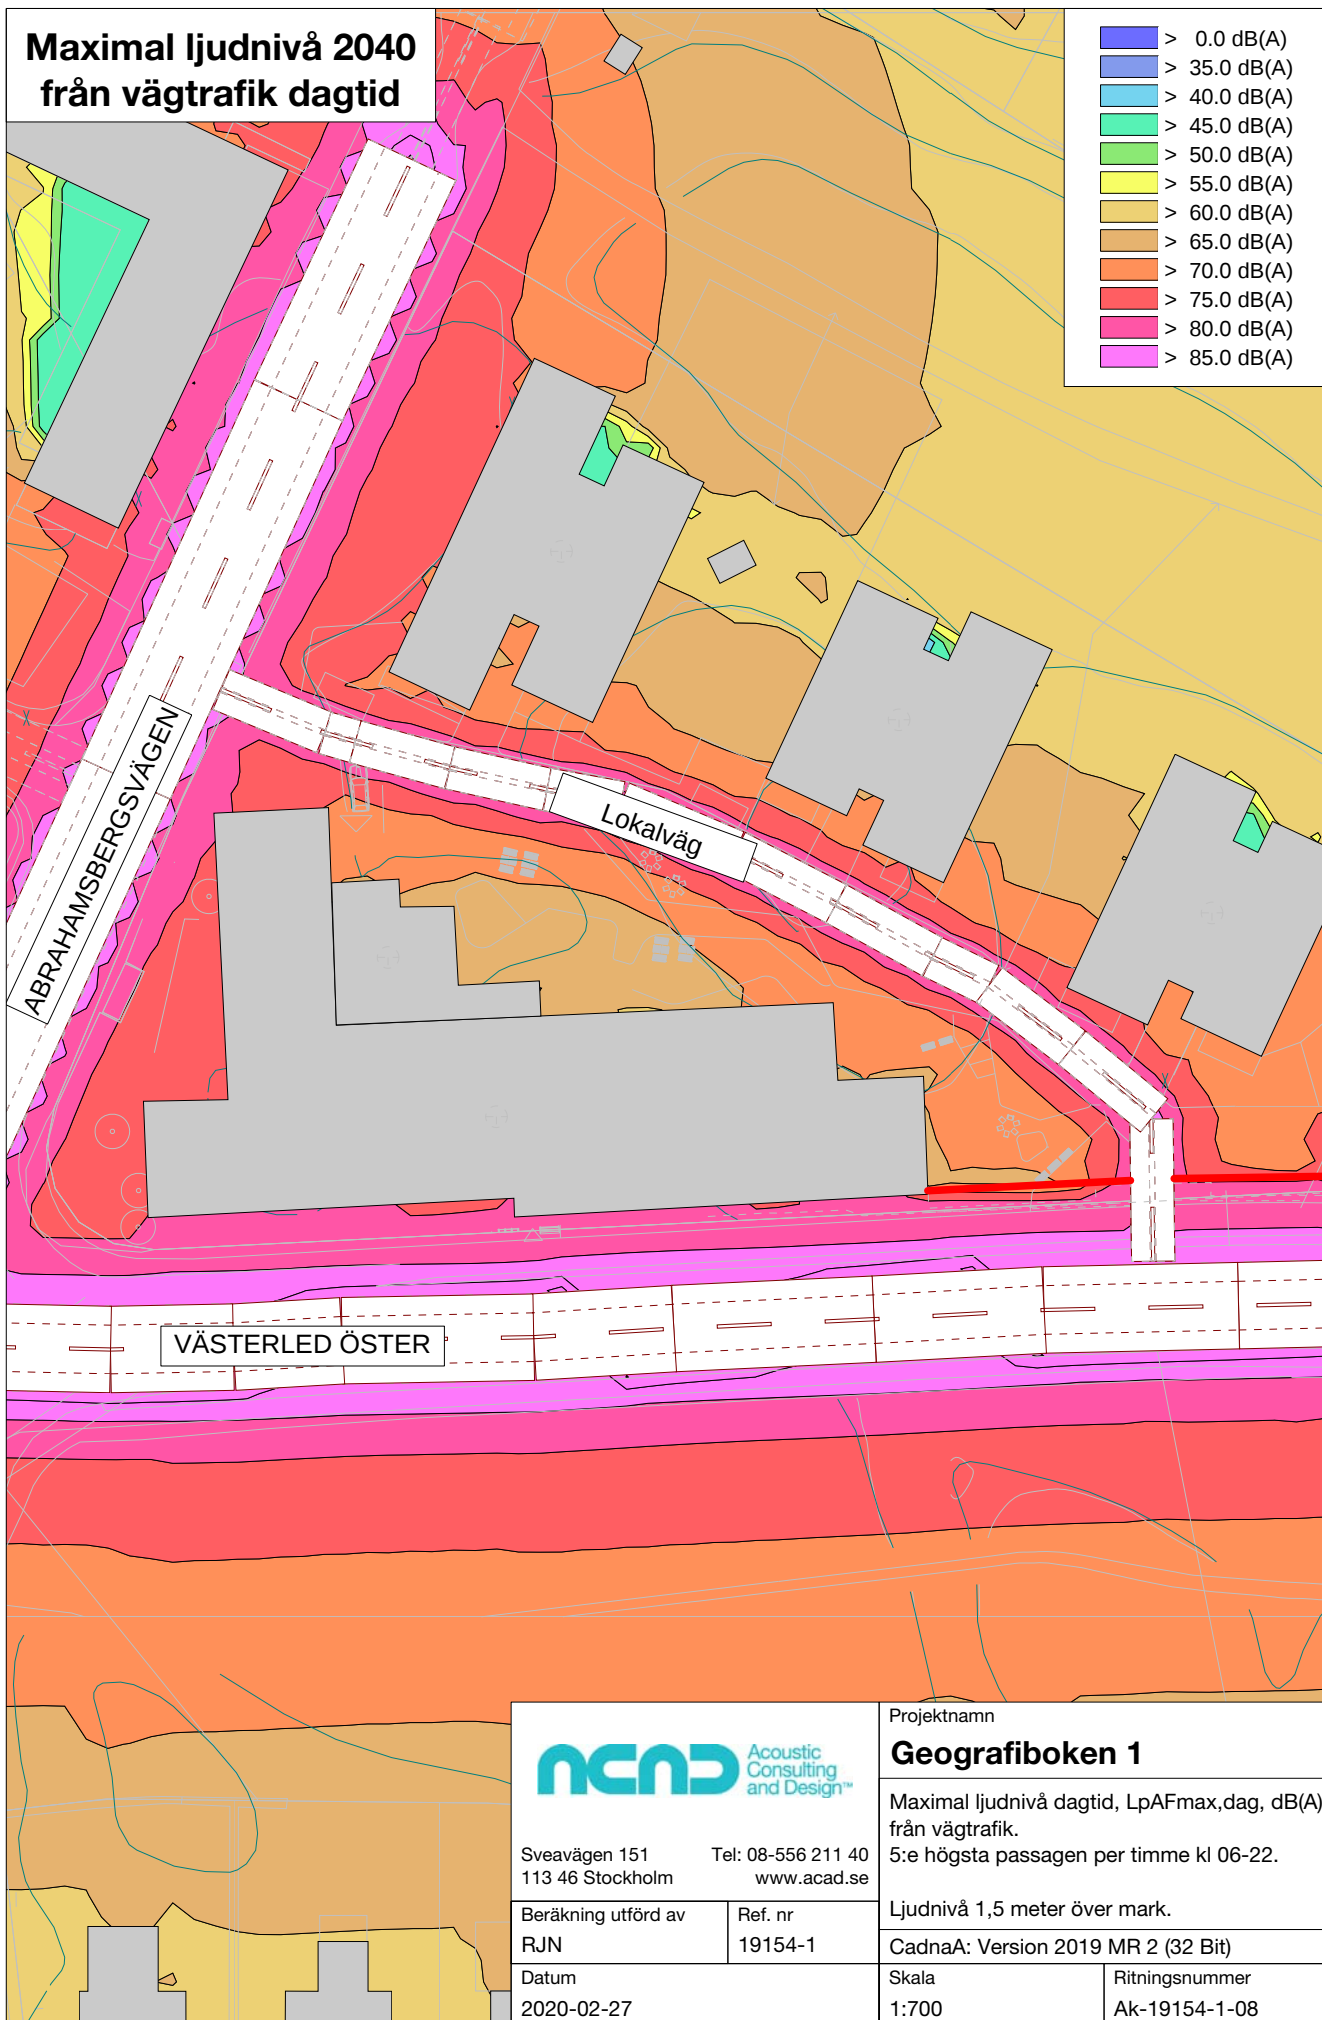 Maximal ljudnivå 2040
från vägtrafik dagtid
> 0.0 dB(A)
> 35.0 dB(A)
> 40.0 dB(A)
> 45.0 dB(A)
> 50.0 dB(A)
> 55.0 dB(A)
> 60.0 dB(A)
> 65.0 dB(A)
> 70.0 dB(A)
> 75.0 dB(A)
> 80.0 dB(A)
> 85.0 dB(A)
ABRAHAMSBERGSVÄGEN
Lokalväg
VÄSTERLED ÖSTER
ACAD
Acoustic
Consulting
and Design™
Sveavägen 151
113 46 Stockholm
Tel: 08-556 211 40
www.acad.se
Beräkning utförd av
RJN
Ref. nr
19154-1
Datum
2020-02-27
Projektnamn
Geografiboken 1
Maximal ljudnivå dagtid, LpAFmax,dag, dB(A)
från vägtrafik.
5:e högsta passagen per timme kl 06-22.
Ljudnivå 1,5 meter över mark.
CadnaA: Version 2019 MR 2 (32 Bit)
Skala
1:700
Ritningsnummer
Ak-19154-1-08